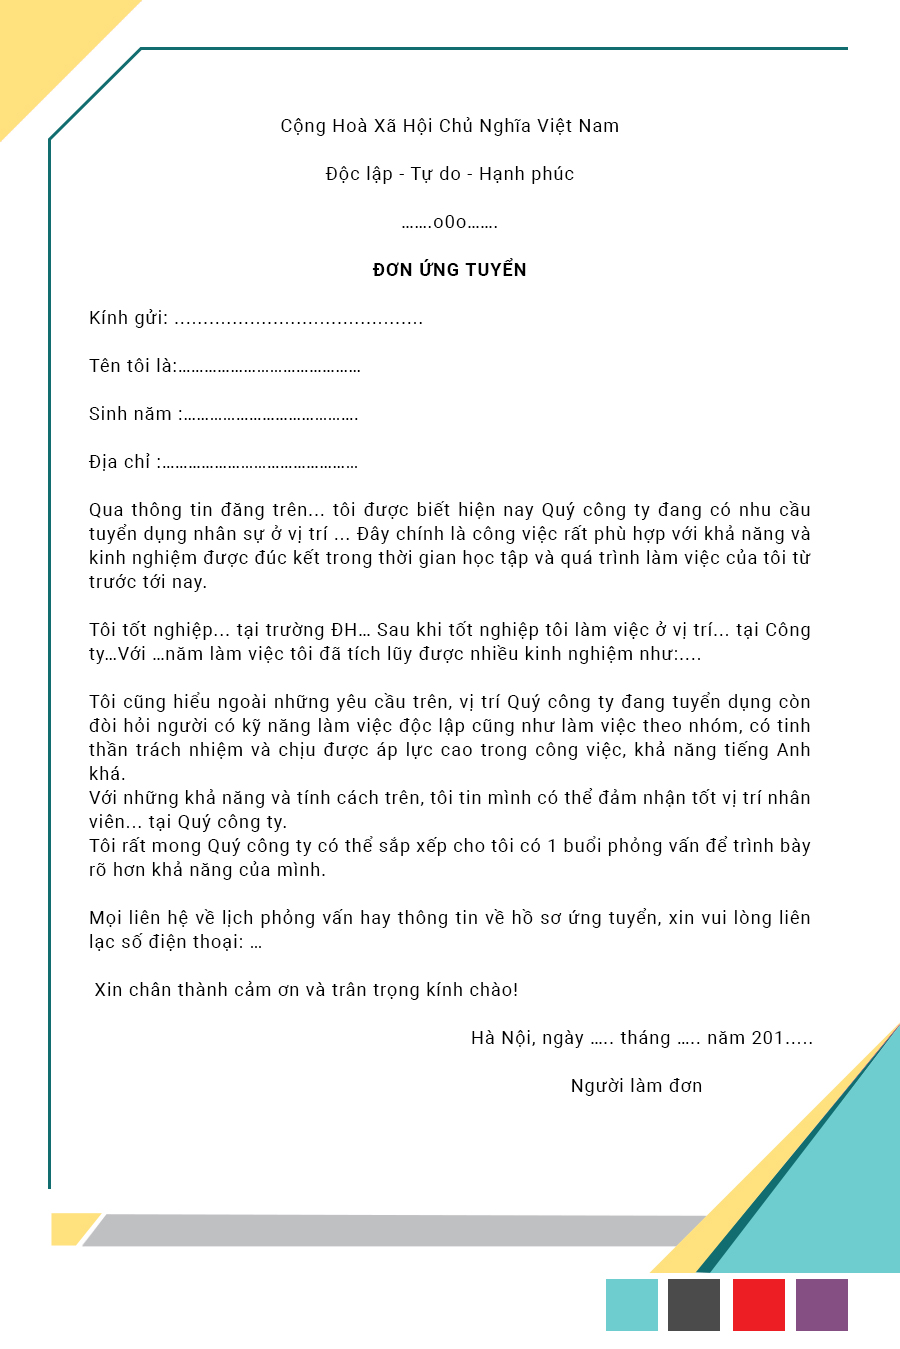 Cộng Hoà Xã Hội Chủ Nghĩa Việt Nam
Độc lập - Tự do - Hạnh phúc
…….o0o…….
ĐƠN ỨNG TUYỂN
Kính gửi: ...........................................
Tên tôi là:……………………………………
Sinh năm :………………………………….
Địa chỉ :………………………………………
Qua thông tin đăng trên... tôi được biết hiện nay Quý công ty đang có nhu cầu
tuyển dụng nhân sự ở vị trí ... Đây chính là công việc rất phù hợp với khả năng và
kinh nghiệm được đúc kết trong thời gian học tập và quá trình làm việc của tôi từ
trước tới nay.
Tôi tốt nghiệp... tại trường ĐH… Sau khi tốt nghiệp tôi làm việc ở vị trí... tại Công
ty…Với …năm làm việc tôi đã tích lũy được nhiều kinh nghiệm như:....
Tôi cũng hiểu ngoài những yêu cầu trên, vị trí Quý công ty đang tuyển dụng còn
đòi hỏi người có kỹ năng làm việc độc lập cũng như làm việc theo nhóm, có tinh
thần trách nhiệm và chịu được áp lực cao trong công việc, khả năng tiếng Anh
khá.
Với những khả năng và tính cách trên, tôi tin mình có thể đảm nhận tốt vị trí nhân
viên... tại Quý công ty.
Tôi rất mong Quý công ty có thể sắp xếp cho tôi có 1 buổi phỏng vấn để trình bày
rõ hơn khả năng của mình.
Mọi liên hệ về lịch phỏng vấn hay thông tin về hồ sơ ứng tuyển, xin vui lòng liên
lạc số điện thoại: …
Xin chân thành cảm ơn và trân trọng kính chào!
Hà Nội, ngày ….. tháng ….. năm 201.....
Người làm đơn